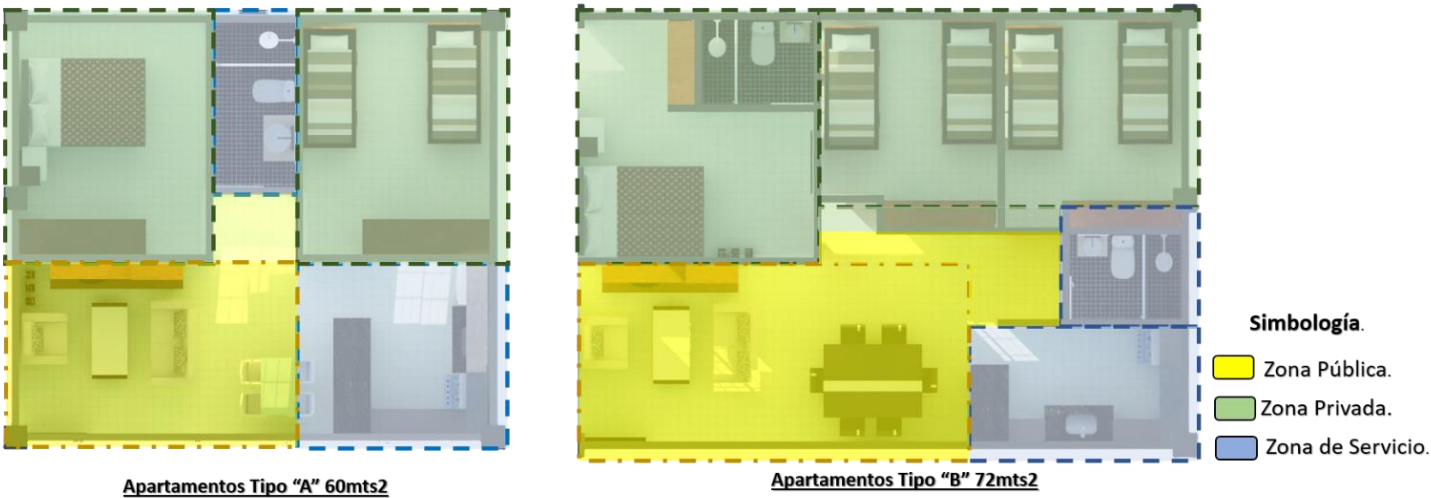 Simbología.
Zona Pública.
Zona Privada.
Zona de Servicio.
Apartamentos Tipo “A” 60mts2
Apartamentos Tipo “B” 72mts2